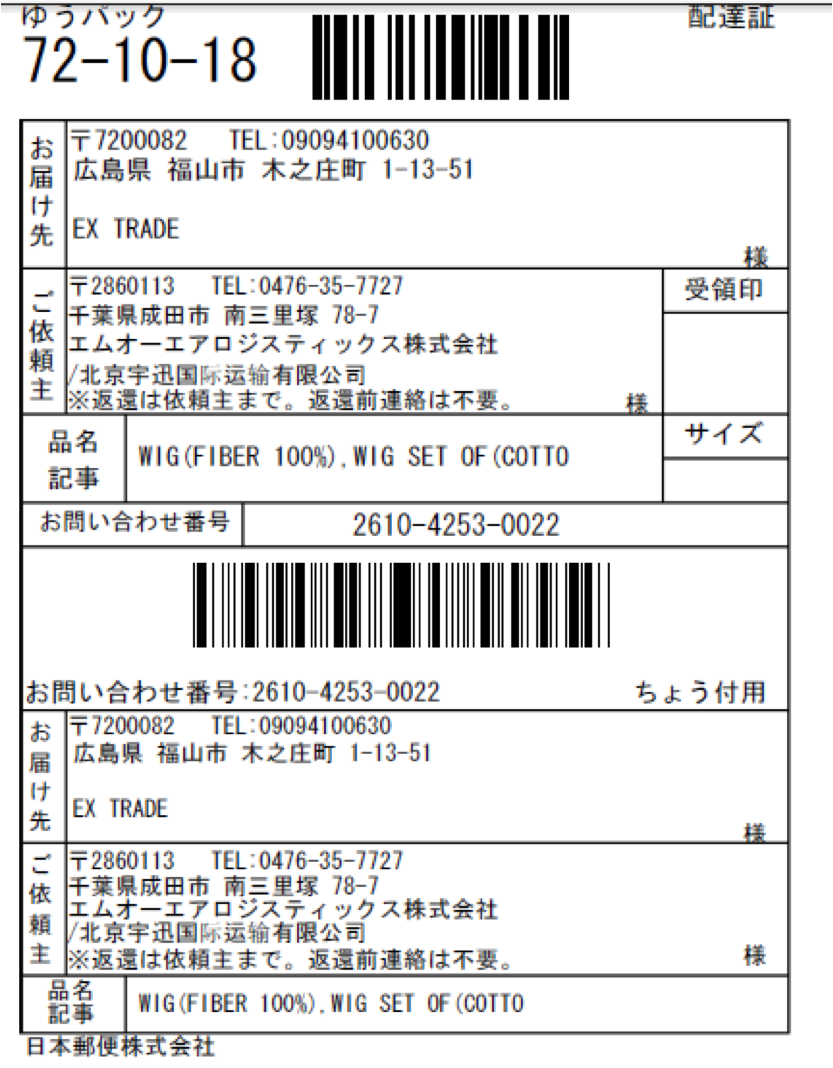 ゆうパック
配達証
72-10-18
お届け先
〒7200082 TEL:09094100630
広島県 福山市 木之庄町 1-13-51
EX TRADE
様
ご依頼主
〒2860113 TEL:0476-35-7727
千葉県成田市 南三里塚 78-7
エムオーエアロジスティックス株式会社
/北京宇迅国际运输有限公司
※返還は依頼主まで。返還前連絡は不要。
様
受領印
品名
記事
WIG(FIBER 100%),WIG SET OF(COTTO
サイズ
お問い合わせ番号
2610-4253-0022
お問い合わせ番号:2610-4253-0022
ちょう付用
お届け先
〒7200082 TEL:09094100630
広島県 福山市 木之庄町 1-13-51
EX TRADE
様
ご依頼主
〒2860113 TEL:0476-35-7727
千葉県成田市 南三里塚 78-7
エムオーエアロジスティックス株式会社
/北京宇迅国际运输有限公司
※返還は依頼主まで。返還前連絡は不要。
様
品名
記事
WIG(FIBER 100%),WIG SET OF(COTTO
日本郵便株式会社